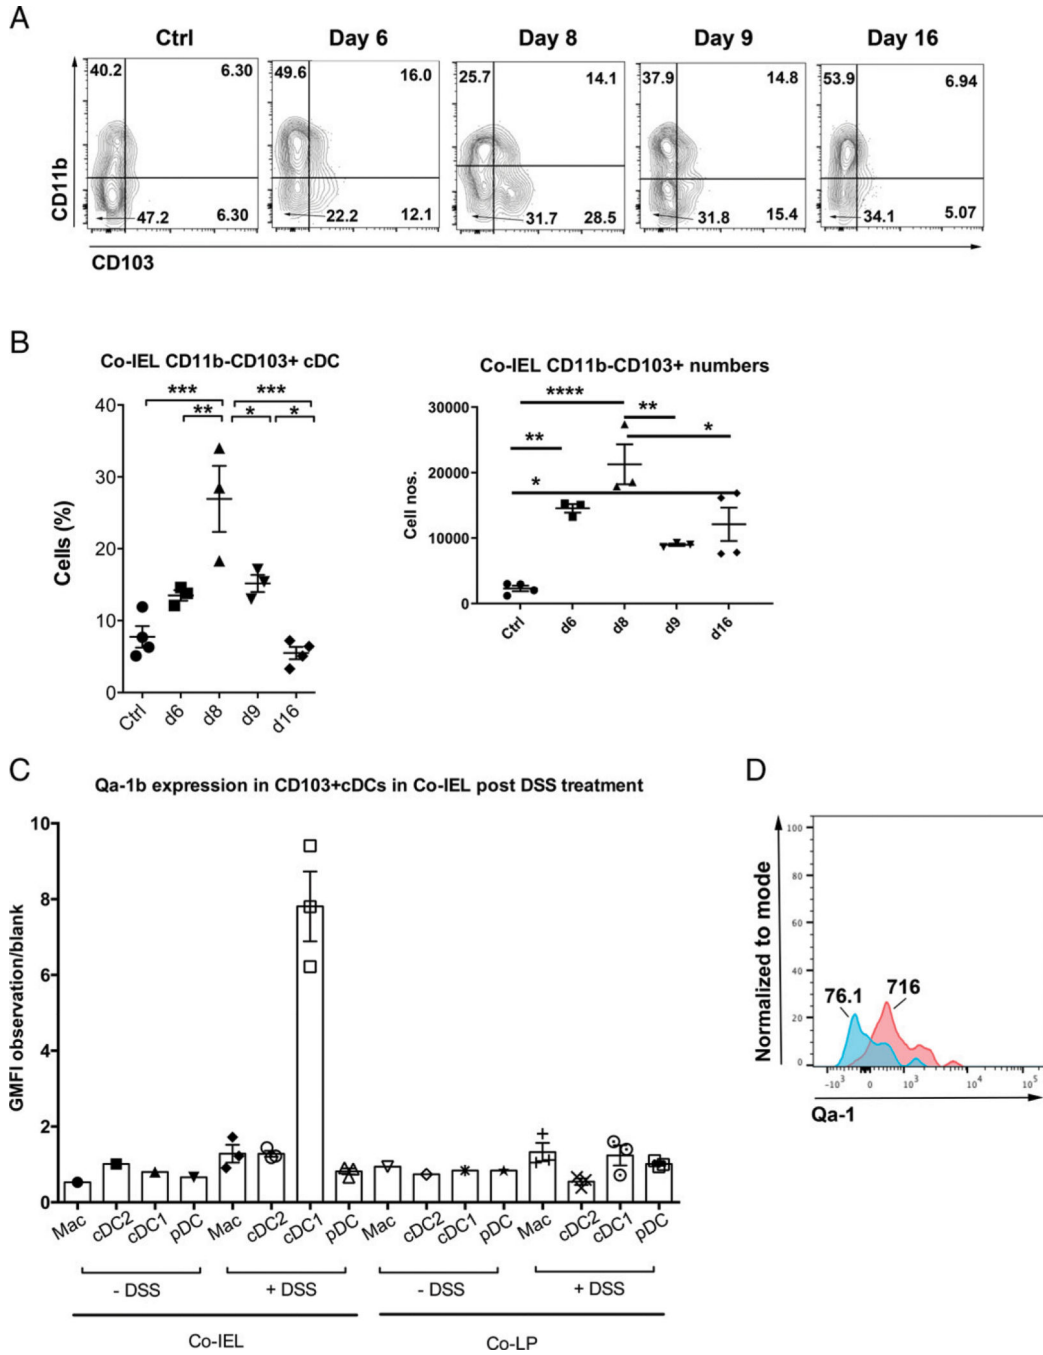 A
Ctrl
Day 6
Day 8
Day 9
Day 16
40.2 6.30
47.2 6.30
49.6 16.0
22.2 12.1
25.7 14.1
31.7 28.5
37.9 14.8
31.8 15.4
53.9 6.94
34.1 5.07
CD11b
CD103
B
Co-IEL CD11b-CD103+ cDC
*** ***
** * *
40
30
20
10
0
Cells (%)
Ctrl d6 d8 d9 d16
Co-IEL CD11b-CD103+ numbers
**** **
** *
*
30000
20000
10000
0
Cell nos.
Ctrl d6 d8 d9 d16
C
Qa-1b expression in CD103+cDCs in Co-IEL post DSS treatment
10
8
6
4
2
0
GMFI observation/blank
Mac cDC2 cDC1 pDC Mac cDC2 cDC1 pDC Mac cDC2 cDC1 pDC Mac cDC2 cDC1 pDC
- DSS + DSS - DSS + DSS
Co-IEL Co-LP
D
Normalized to mode
100
80
60
40
20
0
76.1 716
-10³ 0 10³ 10⁴ 10⁵
Qa-1